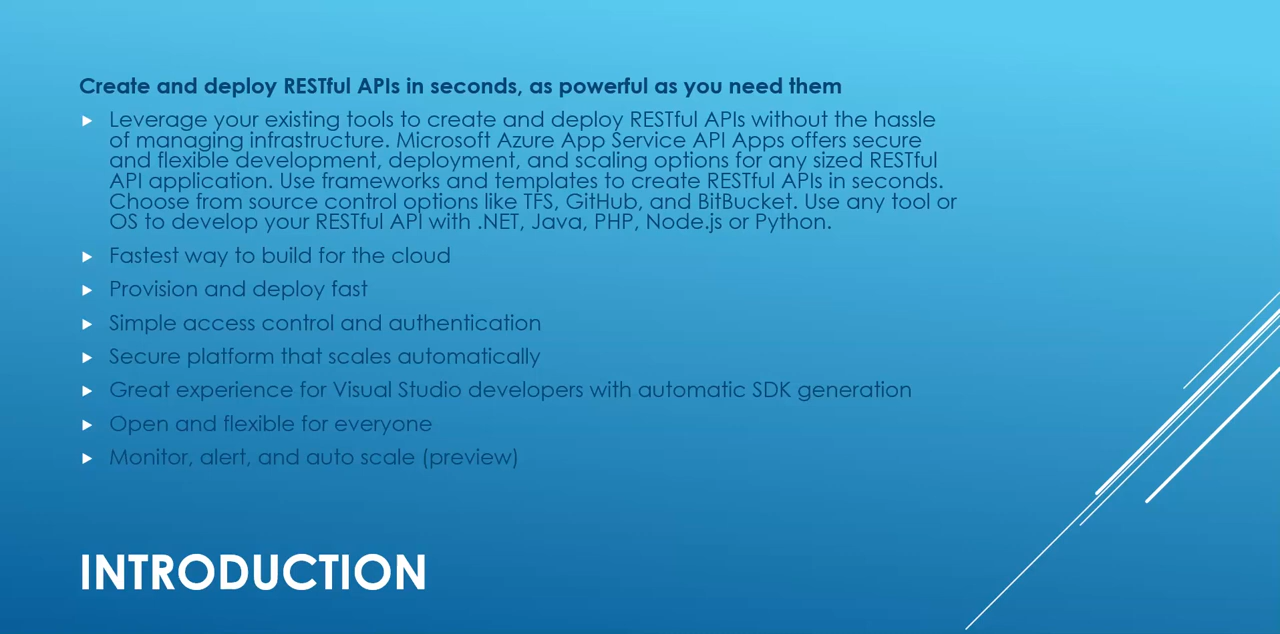 Create and deploy RESTful APIs in seconds, as powerful as you need them
Leverage your existing tools to create and deploy RESTful APIs without the hassle
of managing infrastructure. Microsoft Azure App Service API Apps offers secure
and flexible development, deployment, and scaling options for any sized RESTful
API application. Use frameworks and templates to create RESTful APIs in seconds.
Choose from source control options like TFS, GitHub, and BitBucket. Use any tool or
OS to develop your RESTful API with .NET, Java, PHP, Node.js or Python.
Fastest way to build for the cloud
Provision and deploy fast
Simple access control and authentication
Secure platform that scales automatically
Great experience for Visual Studio developers with automatic SDK generation
Open and flexible for everyone
Monitor, alert, and auto scale (preview)
INTRODUCTION